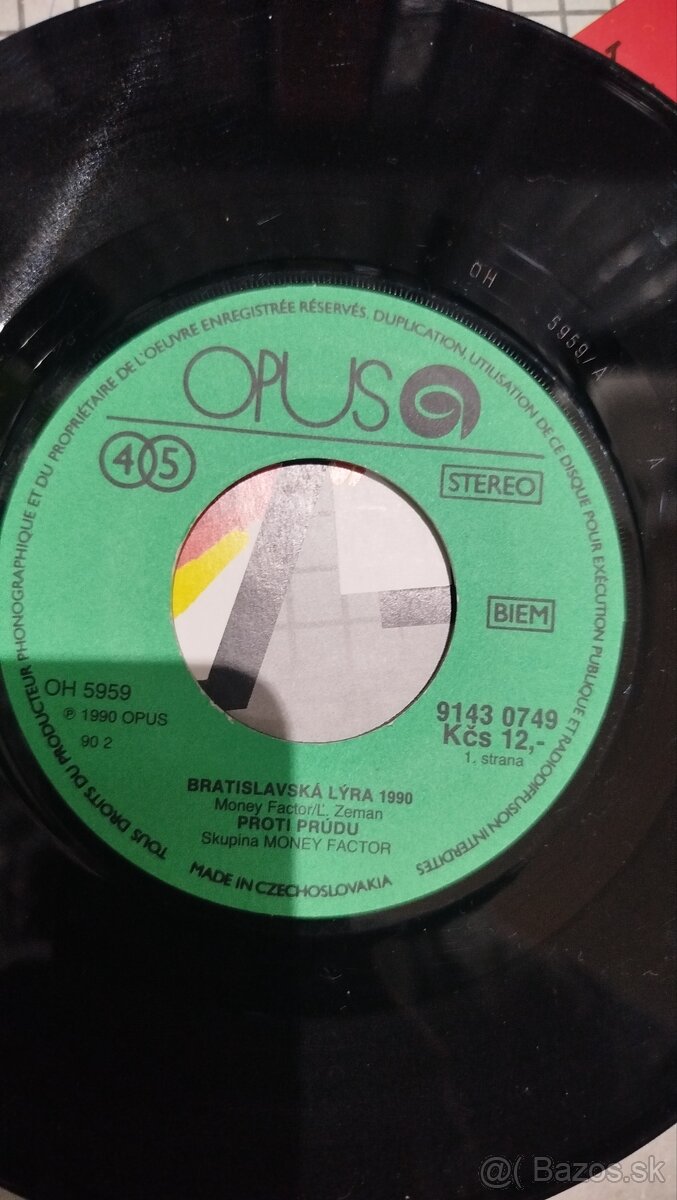 TOUS DROITS DU PRODUCTEUR PHONOGRAPHIQUE ET DU PROPRIÉTAIRE DE L'OEUVRE ENREGISTRÉE RÉSERVÉS. DUPLICATION, UTILISATION DE CE DISQUE POUR EXÉCUTION PUBLIQUE ET RADIODIFFUSION INTERDITES
OH 5959/A
OPUS
45
STEREO
BIEM
OH 5959
℗ 1990 OPUS
90 2
9143 0749
Kčs 12,-
1. strana
BRATISLAVSKÁ LÝRA 1990
Money Factor/Ľ. Zeman
PROTI PRÚDU
Skupina MONEY FACTOR
MADE IN CZECHOSLOVAKIA
@( Bazos.sk